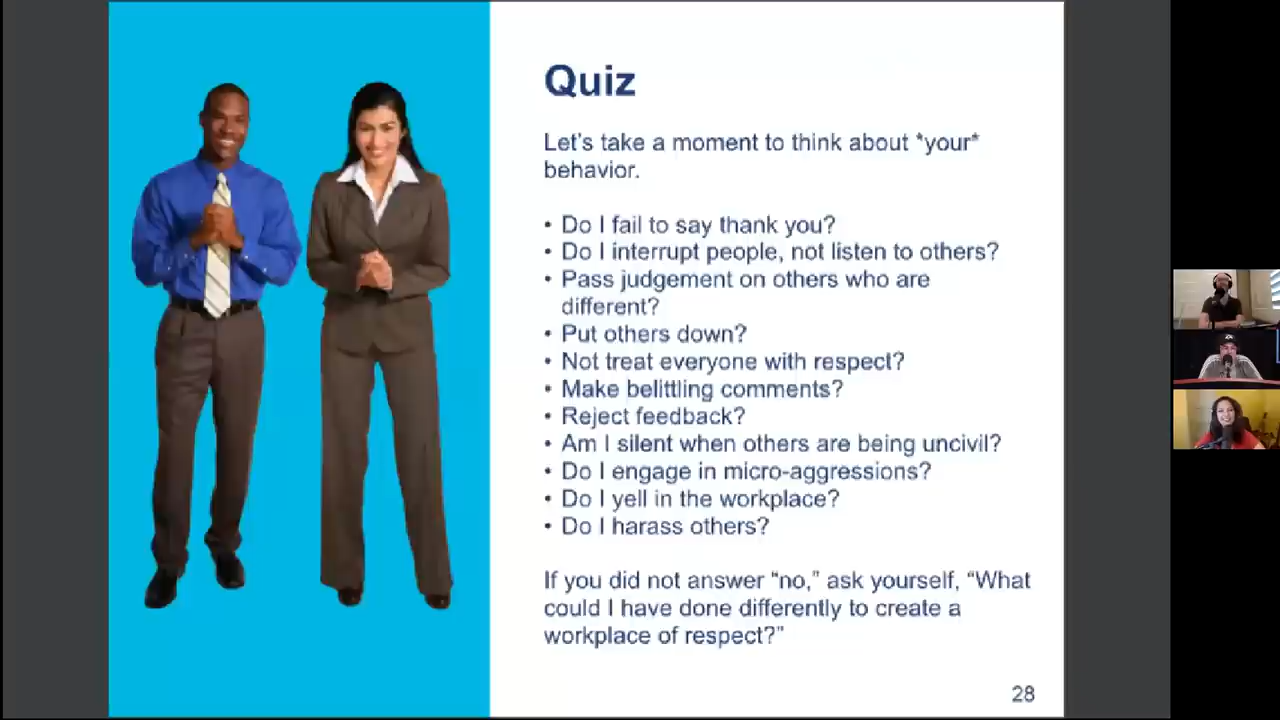 Quiz
Let's take a moment to think about *your*
behavior.
• Do I fail to say thank you?
• Do I interrupt people, not listen to others?
• Pass judgement on others who are
different?
• Put others down?
• Not treat everyone with respect?
• Make belittling comments?
• Reject feedback?
• Am I silent when others are being uncivil?
• Do I engage in micro-aggressions?
• Do I yell in the workplace?
• Do I harass others?
If you did not answer “no,” ask yourself, “What
could I have done differently to create a
workplace of respect?”
28